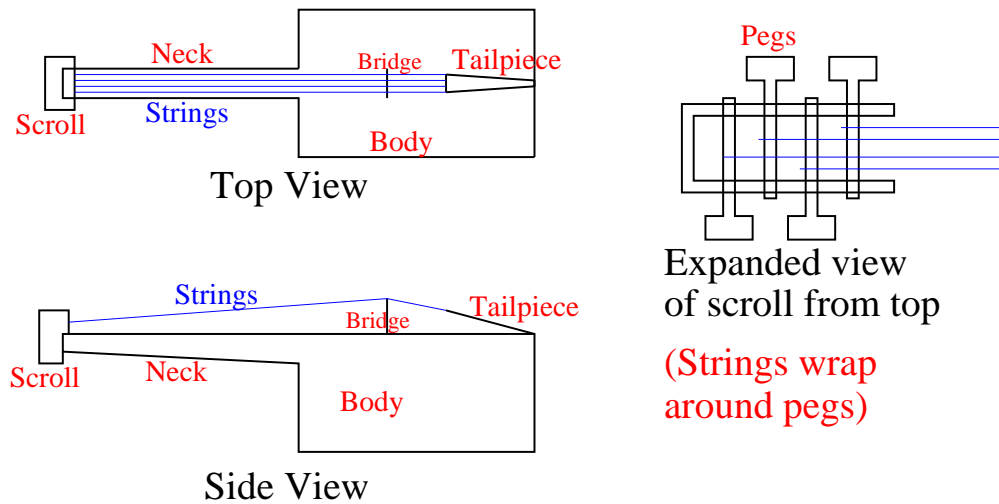 Neck
Bridge
Tailpiece
Scroll
Strings
Body
Top View
Strings
Bridge
Tailpiece
Scroll
Neck
Body
Side View
Pegs
Expanded view
of scroll from top
(Strings wrap
around pegs)